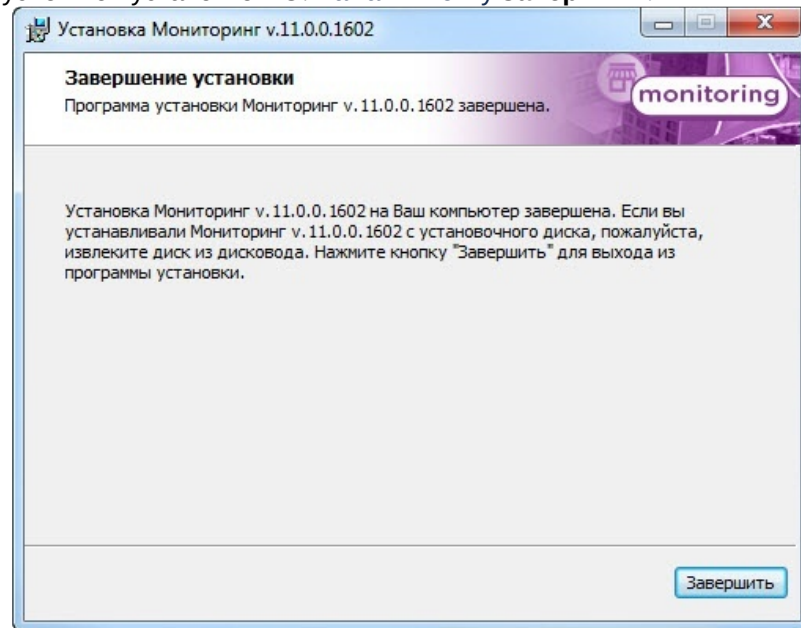 Установка Мониторинг v.11.0.0.1602
Завершение установки
Программа установки Мониторинг v.11.0.0.1602 завершена.
monitoring
Установка Мониторинг v.11.0.0.1602 на Ваш компьютер завершена. Если вы
устанавливали Мониторинг v.11.0.0.1602 с установочного диска, пожалуйста,
извлеките диск из дисковода. Нажмите кнопку "Завершить" для выхода из
программы установки.
Завершить